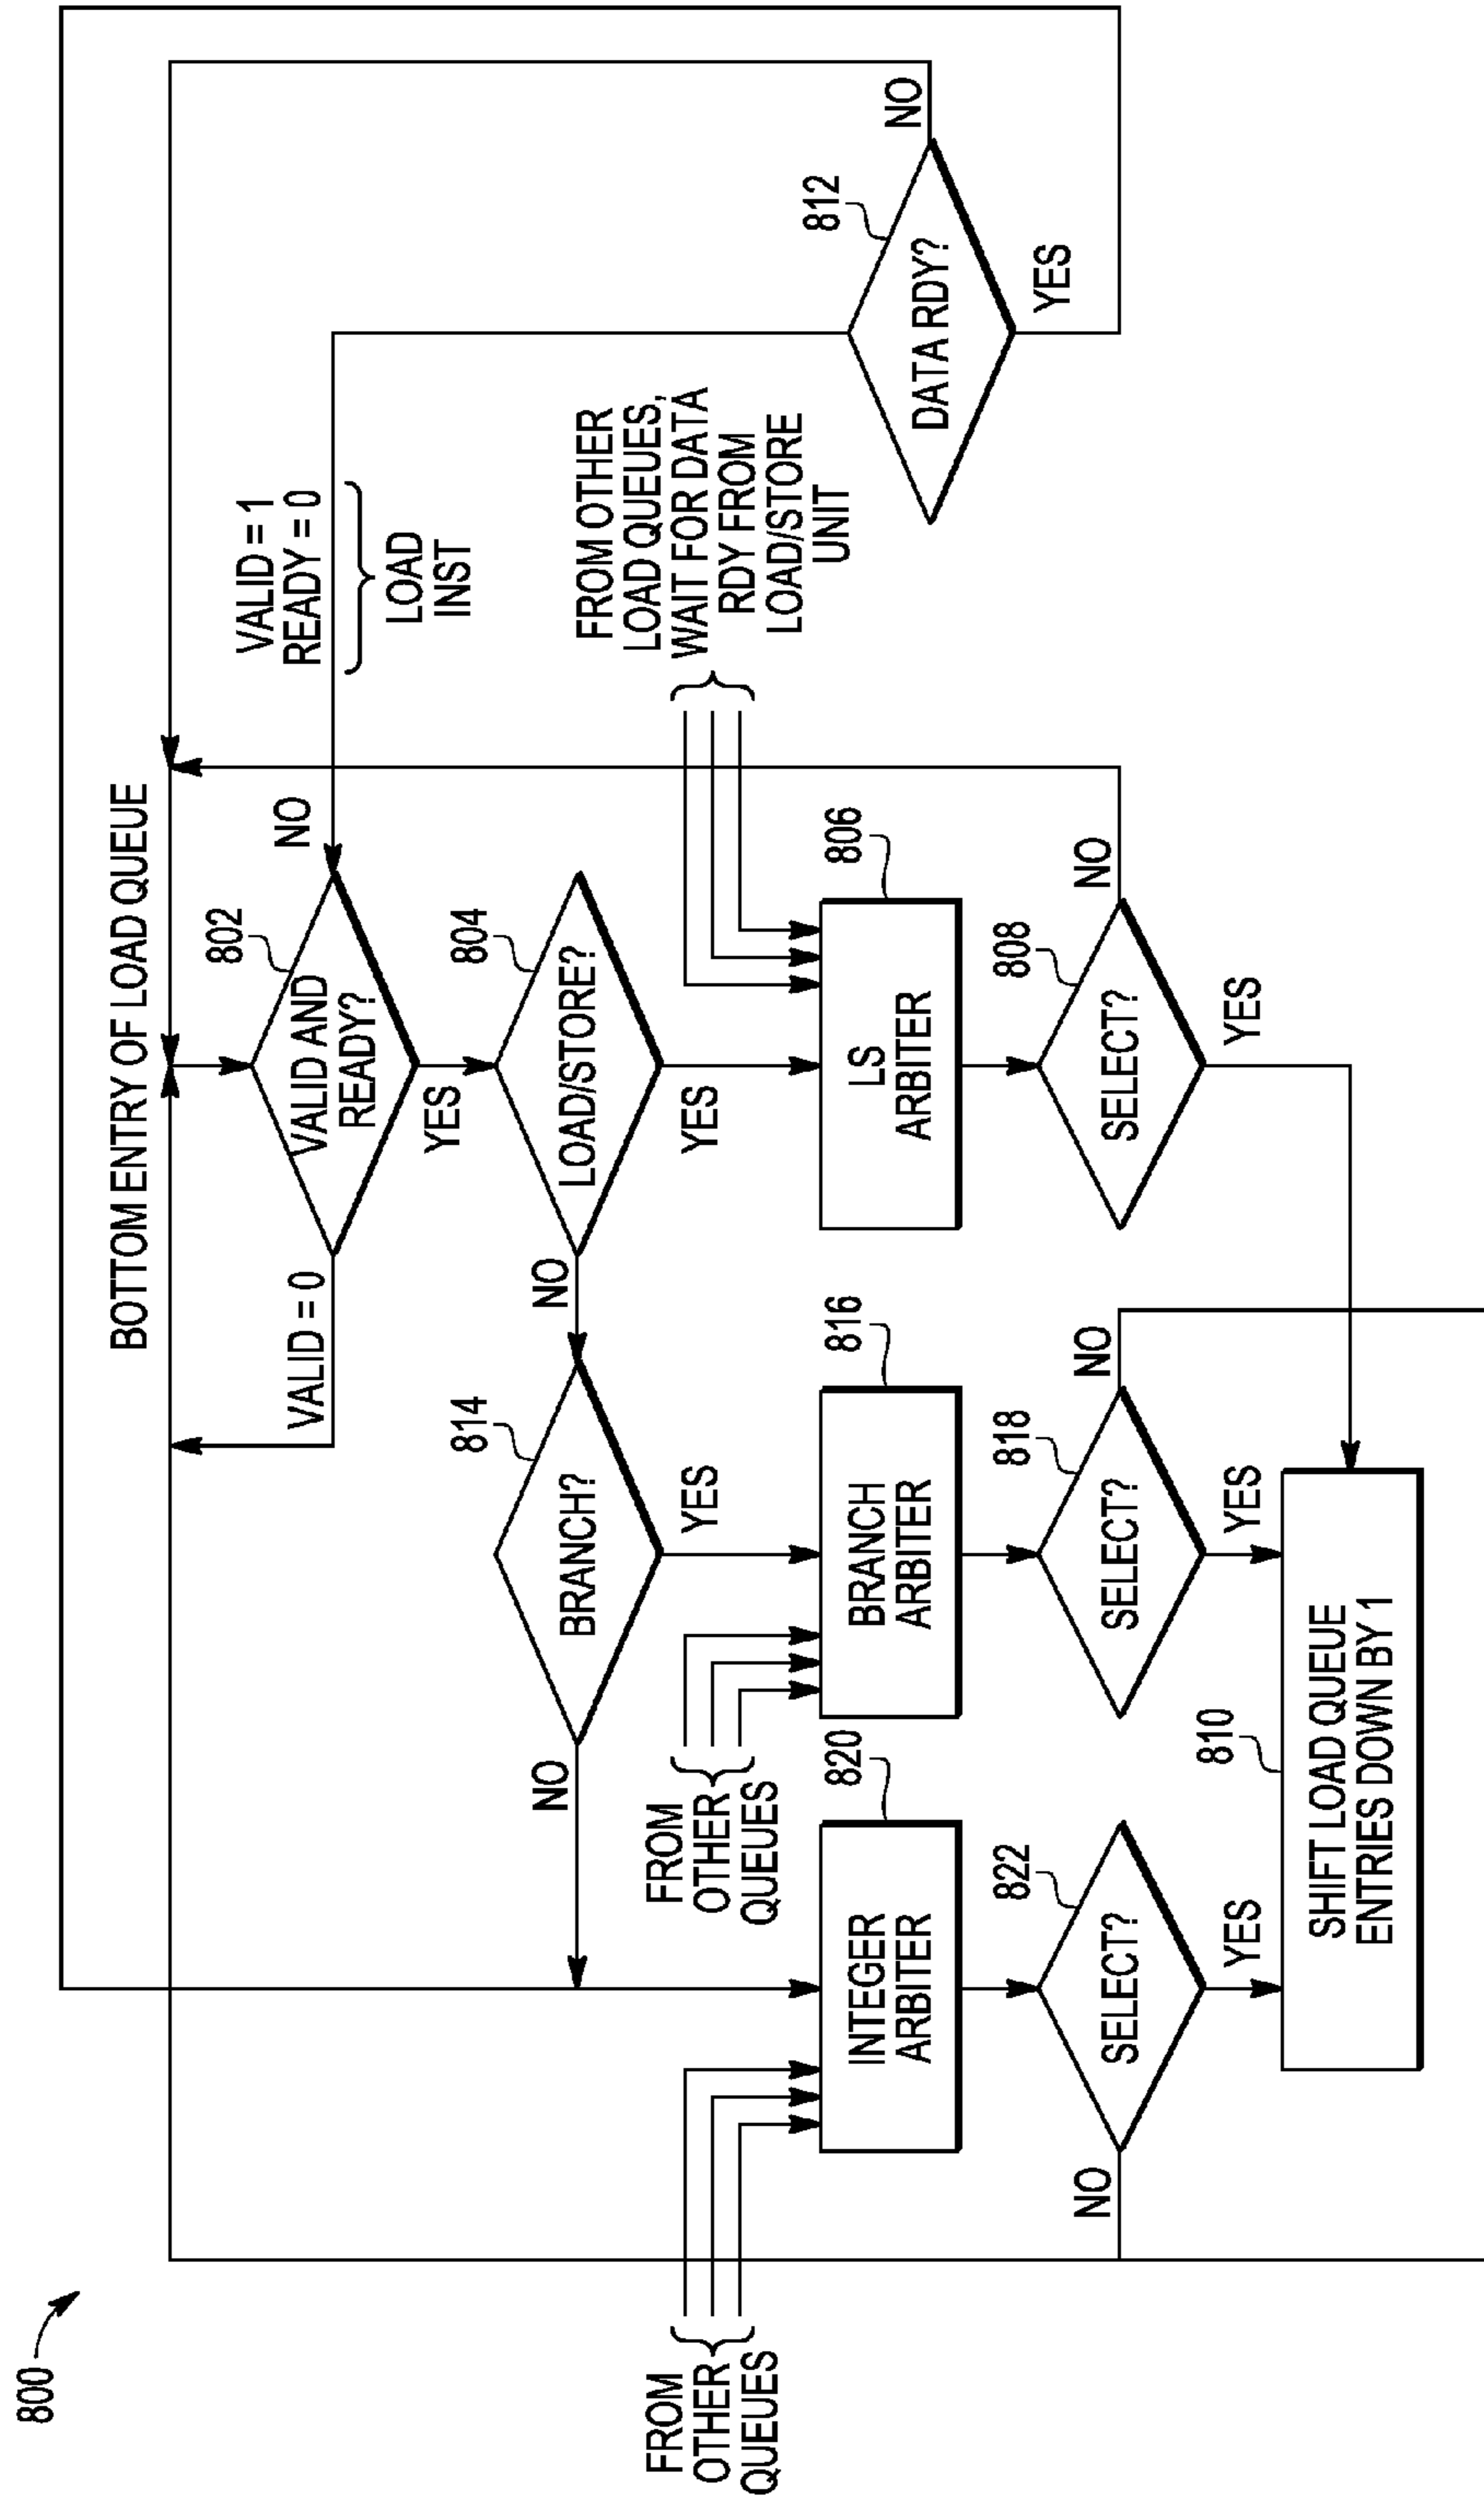 800
BOTTOM ENTRY OF LOAD QUEUE
802
VALID AND
READY?
VALID = 0
NO
VALID = 1
READY = 0
LOAD
INST
YES
804
LOAD/STORE?
NO
YES
814
BRANCH?
NO
YES
FROM
OTHER
QUEUES
FROM
OTHER
QUEUES
FROM OTHER
LOAD QUEUES,
WAIT FOR DATA
RDY FROM
LOAD/STORE
UNIT
820
INTEGER
ARBITER
816
BRANCH
ARBITER
806
LS
ARBITER
812
DATA RDY?
NO
YES
822
SELECT?
NO
YES
818
SELECT?
NO
YES
808
SELECT?
NO
YES
810
SHIFT LOAD QUEUE
ENTRIES DOWN BY 1